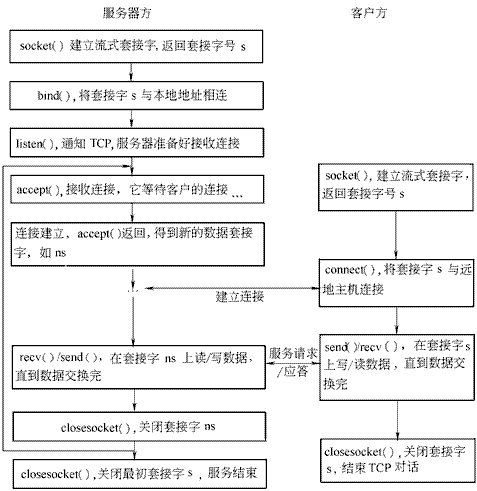 服务器方
客户方
socket() 建立流式套接字,返回套接字号 s
bind(),将套接字 s 与本地地址相连
listen(),通知 TCP,服务器准备好接收连接
accept(),接收连接, 它等待客户的连接 ...
连接建立, accept()返回,得到新的数据套接
字, 如 ns
...
recv()/send(), 在套接字 ns 上读/写数据,
直到数据交换完
closesocket(),关闭套接字 ns
closesocket(),关闭最初套接字 s , 服务结束
建立连接
服务请求
/应答
socket(),建立流式套接字,
返回套接字号 s
connect(),将套接字 s 与远
地主机连接
send()/recv(), 在套接字 s
上写/读数据, 直到数据交
换完
closesocket(),关闭套接字
s, 结束 TCP 对话